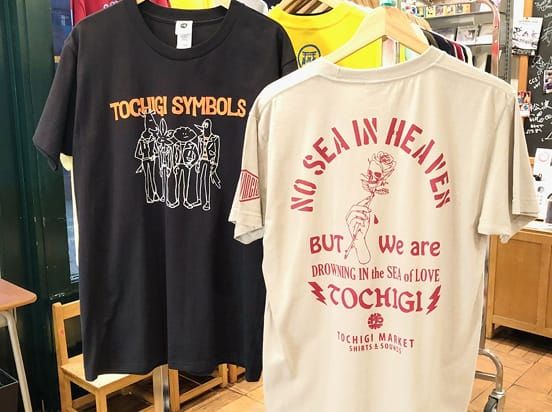 TOCHIGI SYMBOLS
NO SEA IN HEAVEN
BUT We are
DROWNING IN the SEA of LOVE
TOCHIGI
TOCHIGI MARKET
SHIRTS & SOUNDS